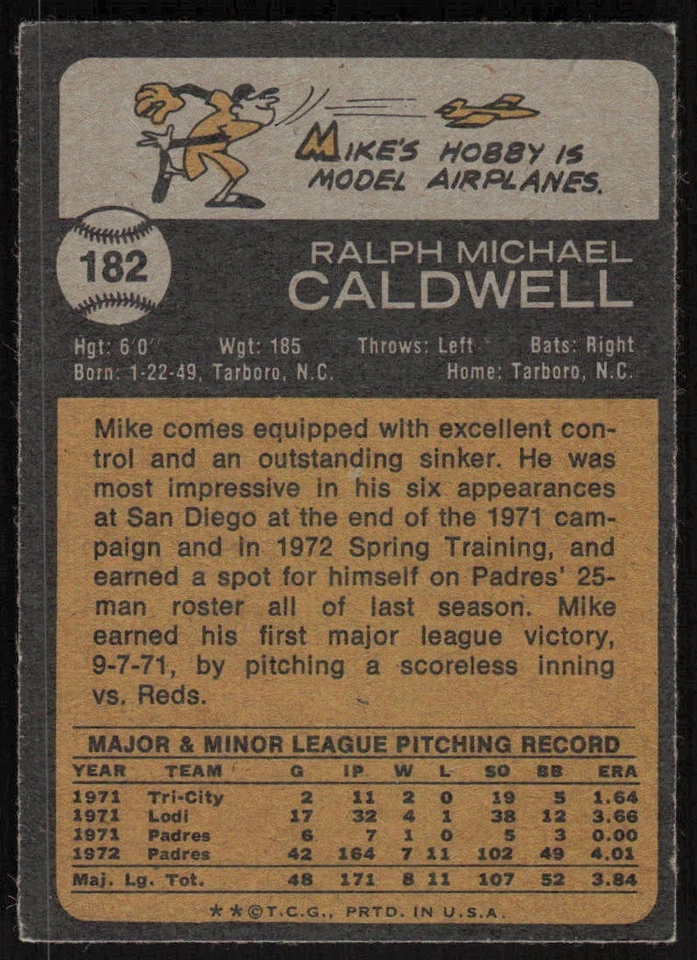 MIKE'S HOBBY IS
MODEL AIRPLANES.
182
RALPH MICHAEL
CALDWELL
Hgt: 6'0" Wgt: 185 Throws: Left Bats: Right
Born: 1-22-49, Tarboro, N.C. Home: Tarboro, N.C.
Mike comes equipped with excellent con-
trol and an outstanding sinker. He was
most impressive in his six appearances
at San Diego at the end of the 1971 cam-
paign and in 1972 Spring Training, and
earned a spot for himself on Padres' 25-
man roster all of last season. Mike
earned his first major league victory,
9-7-71, by pitching a scoreless inning
vs. Reds.
MAJOR & MINOR LEAGUE PITCHING RECORD
YEAR TEAM G IP W L SO BB ERA
1971 Tri-City 2 11 2 0 19 5 1.64
1971 Lodi 17 32 4 1 38 12 3.66
1971 Padres 6 7 1 0 5 3 0.00
1972 Padres 42 164 7 11 102 49 4.01
Maj. Lg. Tot. 48 171 8 11 107 52 3.84
**©T.C.G., PRTD. IN U.S.A.